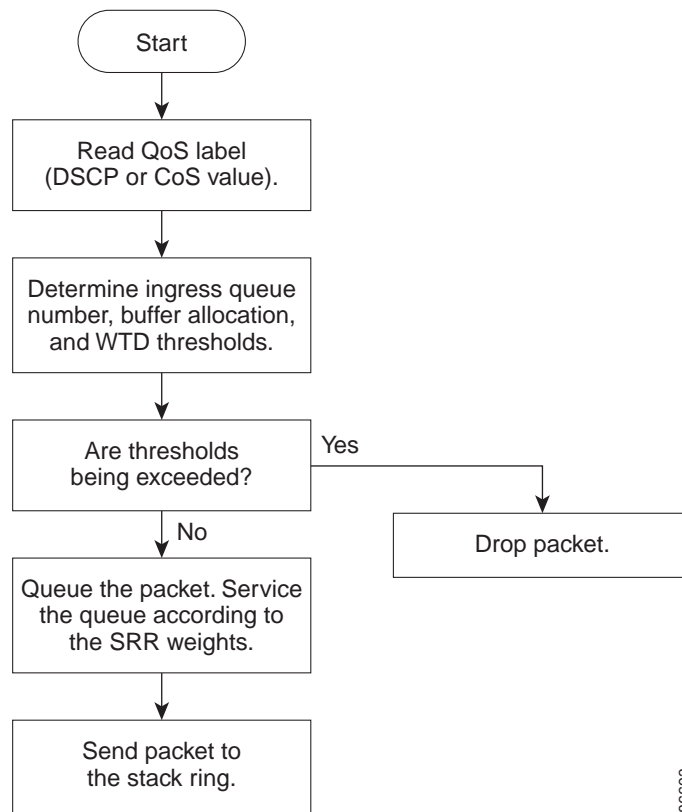 Start
Read QoS label
(DSCP or CoS value).
Determine ingress queue
number, buffer allocation,
and WTD thresholds.
Are thresholds
being exceeded?
Yes
No
Drop packet.
Queue the packet. Service
the queue according to
the SRR weights.
Send packet to
the stack ring.